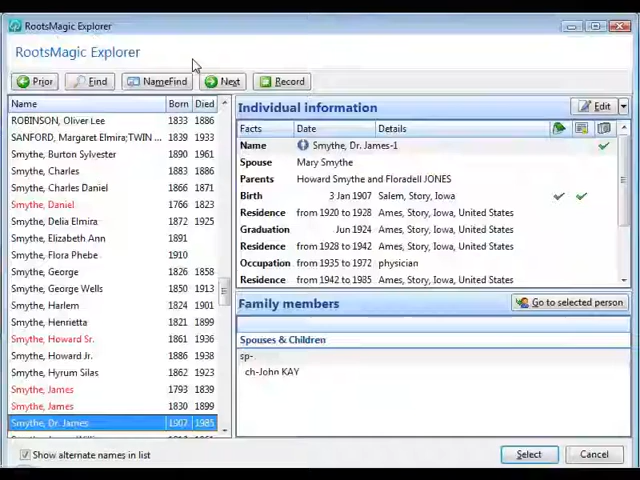 RootsMagic Explorer
RootsMagic Explorer
Prior Find NameFind Next Record
Name Born Died
ROBINSON, Oliver Lee 1833 1886
SANFORD, Margaret Elmira;TWIN ... 1839 1933
Smythe, Burton Sylvester 1890 1961
Smythe, Charles 1883 1886
Smythe, Charles Daniel 1866 1871
Smythe, Daniel 1766 1823
Smythe, Delia Elmira 1872 1925
Smythe, Elizabeth Ann 1891
Smythe, Flora Phebe 1910
Smythe, George 1826 1858
Smythe, George Wells 1850 1913
Smythe, Harlem 1824 1901
Smythe, Henrietta 1821 1899
Smythe, Howard Sr. 1861 1936
Smythe, Howard Jr. 1886 1938
Smythe, Hyrum Silas 1862 1923
Smythe, James 1793 1839
Smythe, James 1830 1899
Smythe, Dr. James 1907 1985
Show alternate names in list
Individual information Edit
Facts Date Details
Name Smythe, Dr. James-1
Spouse Mary Smythe
Parents Howard Smythe and Floradell JONES
Birth 3 Jan 1907 Salem, Story, Iowa
Residence from 1920 to 1928 Ames, Story, Iowa, United States
Graduation Jun 1924 Ames, Story, Iowa, United States
Residence from 1928 to 1942 Ames, Story, Iowa, United States
Occupation from 1935 to 1972 physician
Residence from 1942 to 1985 Ames, Story, Iowa, United States
Family members Go to selected person
Spouses & Children
sp-
ch-John KAY
Select Cancel